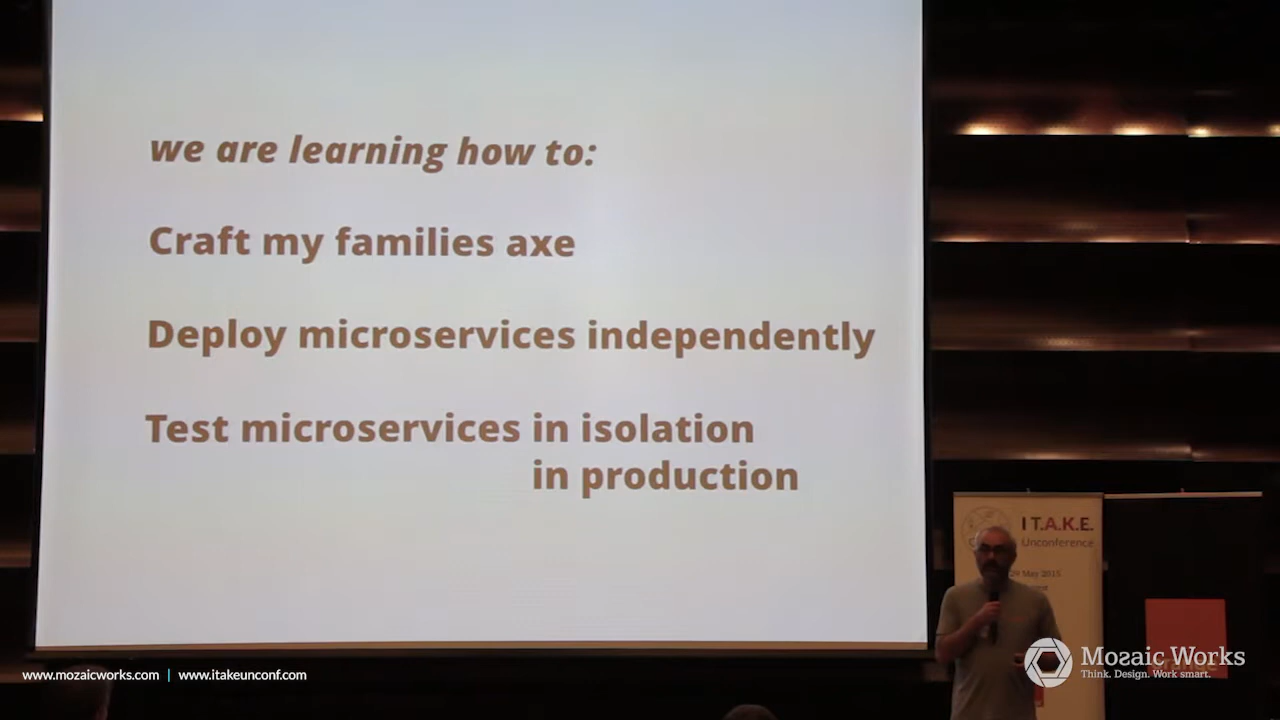 we are learning how to:
Craft my families axe
Deploy microservices independently
Test microservices in isolation
in production
I T.A.K.E.
Unconference
May 2015
Mozaic Works
Think. Design. Work smart.
www.mozaicworks.com | www.itakeunconf.com